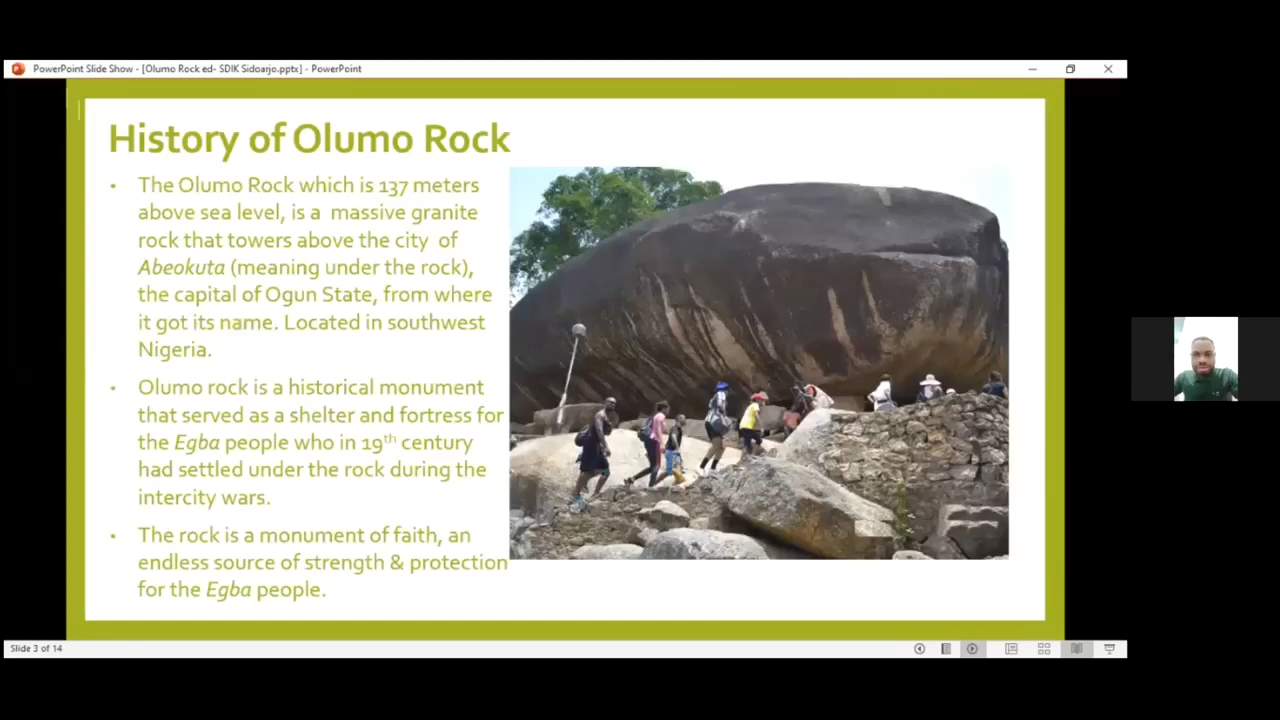 PowerPoint Slide Show - [Olumo Rock ed- SDIK Sidoarjo.pptx] - PowerPoint
History of Olumo Rock
• The Olumo Rock which is 137 meters
above sea level, is a massive granite
rock that towers above the city of
Abeokuta (meaning under the rock),
the capital of Ogun State, from where
it got its name. Located in southwest
Nigeria.
• Olumo rock is a historical monument
that served as a shelter and fortress for
the Egba people who in 19th century
had settled under the rock during the
intercity wars.
• The rock is a monument of faith, an
endless source of strength & protection
for the Egba people.
Slide 3 of 14